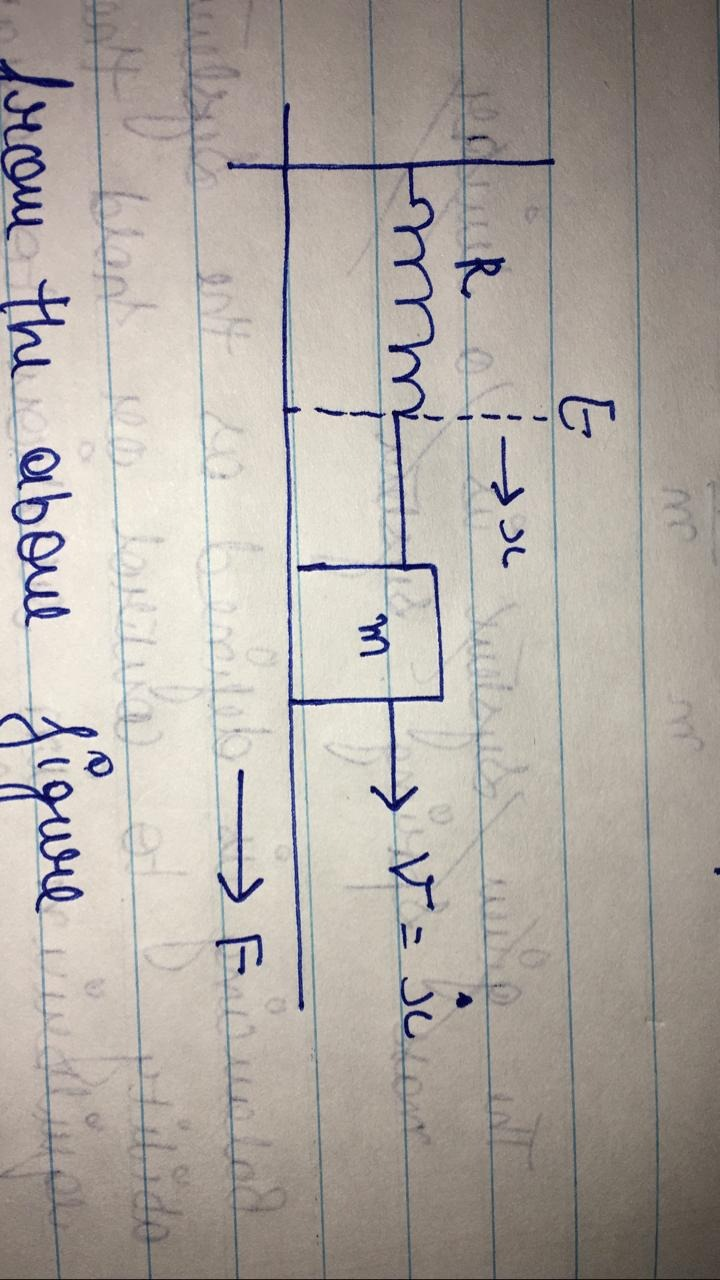 k
→ x
m
V = ẋ
→ F
from the above figure